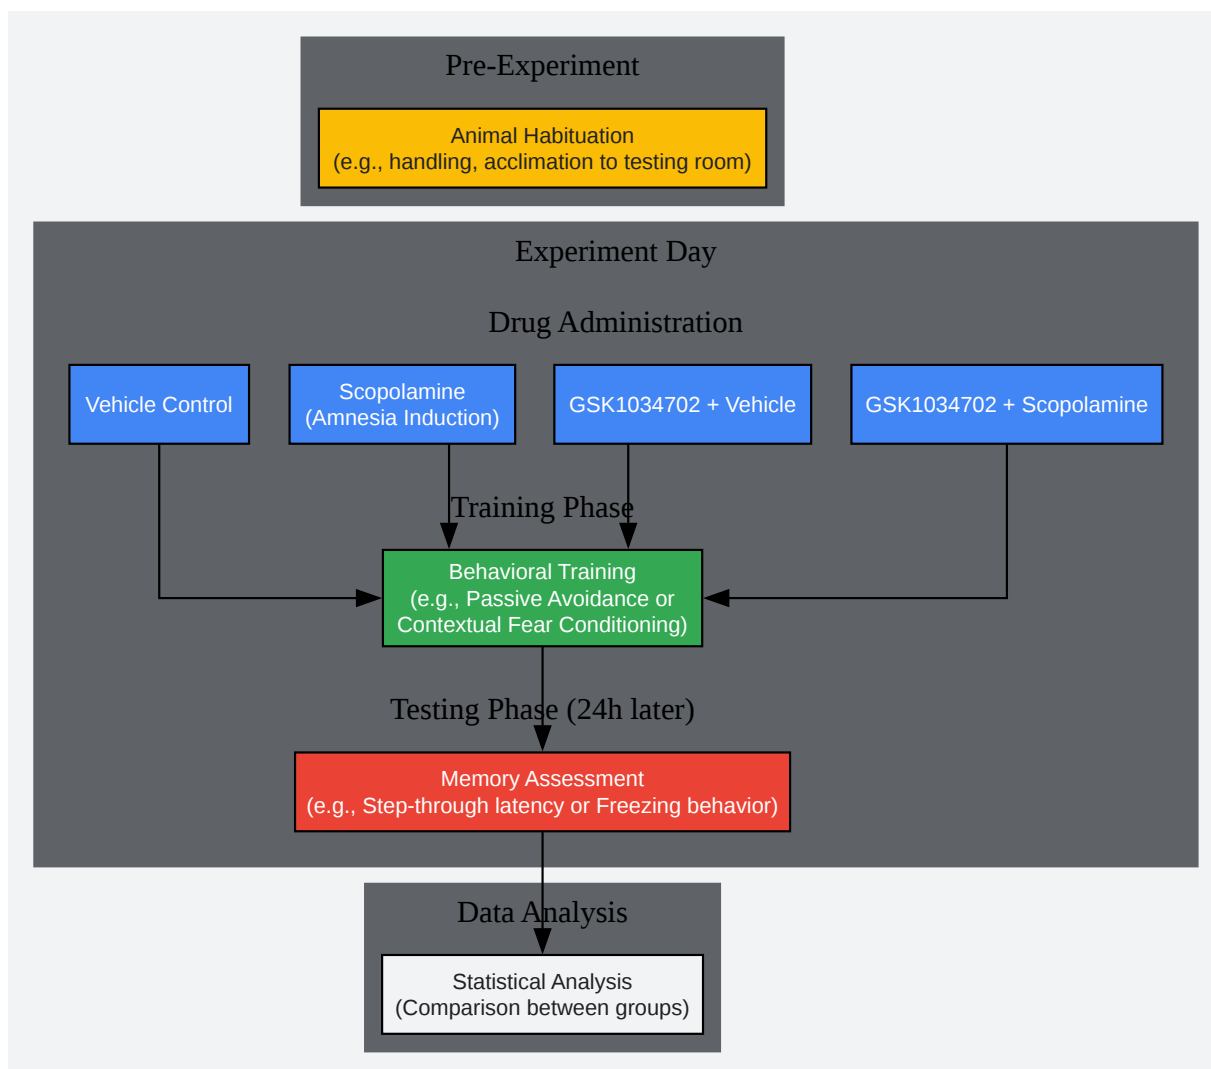 Pre-Experiment
Animal Habituation
(e.g., handling, acclimation to testing room)
Experiment Day
Drug Administration
Vehicle Control
Scopolamine
(Amnesia Induction)
GSK1034702 + Vehicle
GSK1034702 + Scopolamine
Training Phase
Behavioral Training
(e.g., Passive Avoidance or
Contextual Fear Conditioning)
Testing Phase (24h later)
Memory Assessment
(e.g., Step-through latency or Freezing behavior)
Data Analysis
Statistical Analysis
(Comparison between groups)